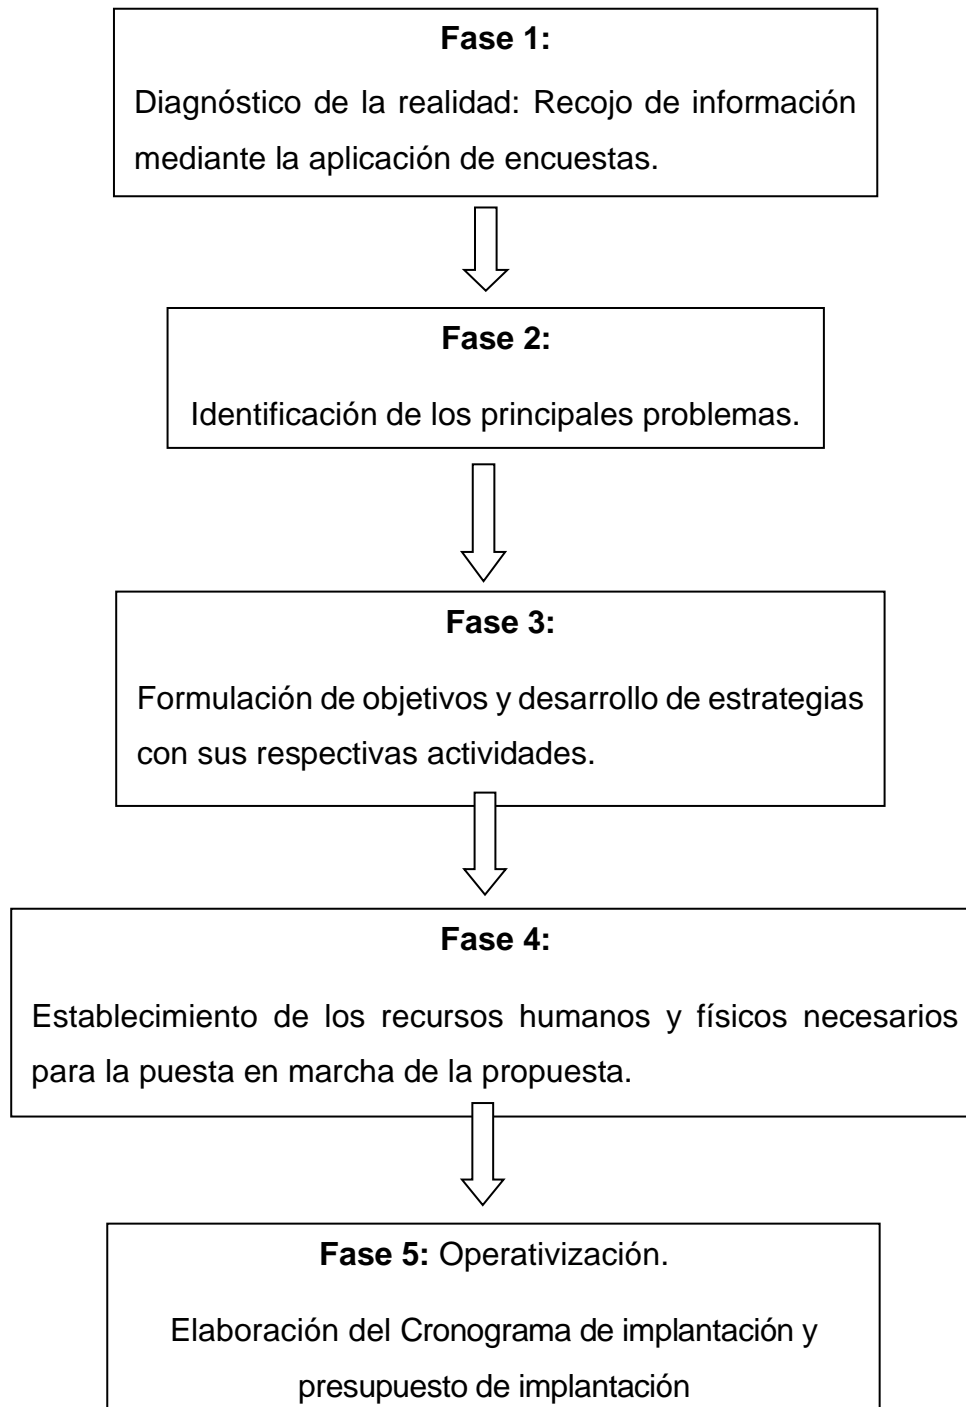 Fase 1:
Diagnóstico de la realidad: Recojo de información
mediante la aplicación de encuestas.
Fase 2:
Identificación de los principales problemas.
Fase 3:
Formulación de objetivos y desarrollo de estrategias
con sus respectivas actividades.
Fase 4:
Establecimiento de los recursos humanos y físicos necesarios
para la puesta en marcha de la propuesta.
Fase 5: Operativización.
Elaboración del Cronograma de implantación y
presupuesto de implantación